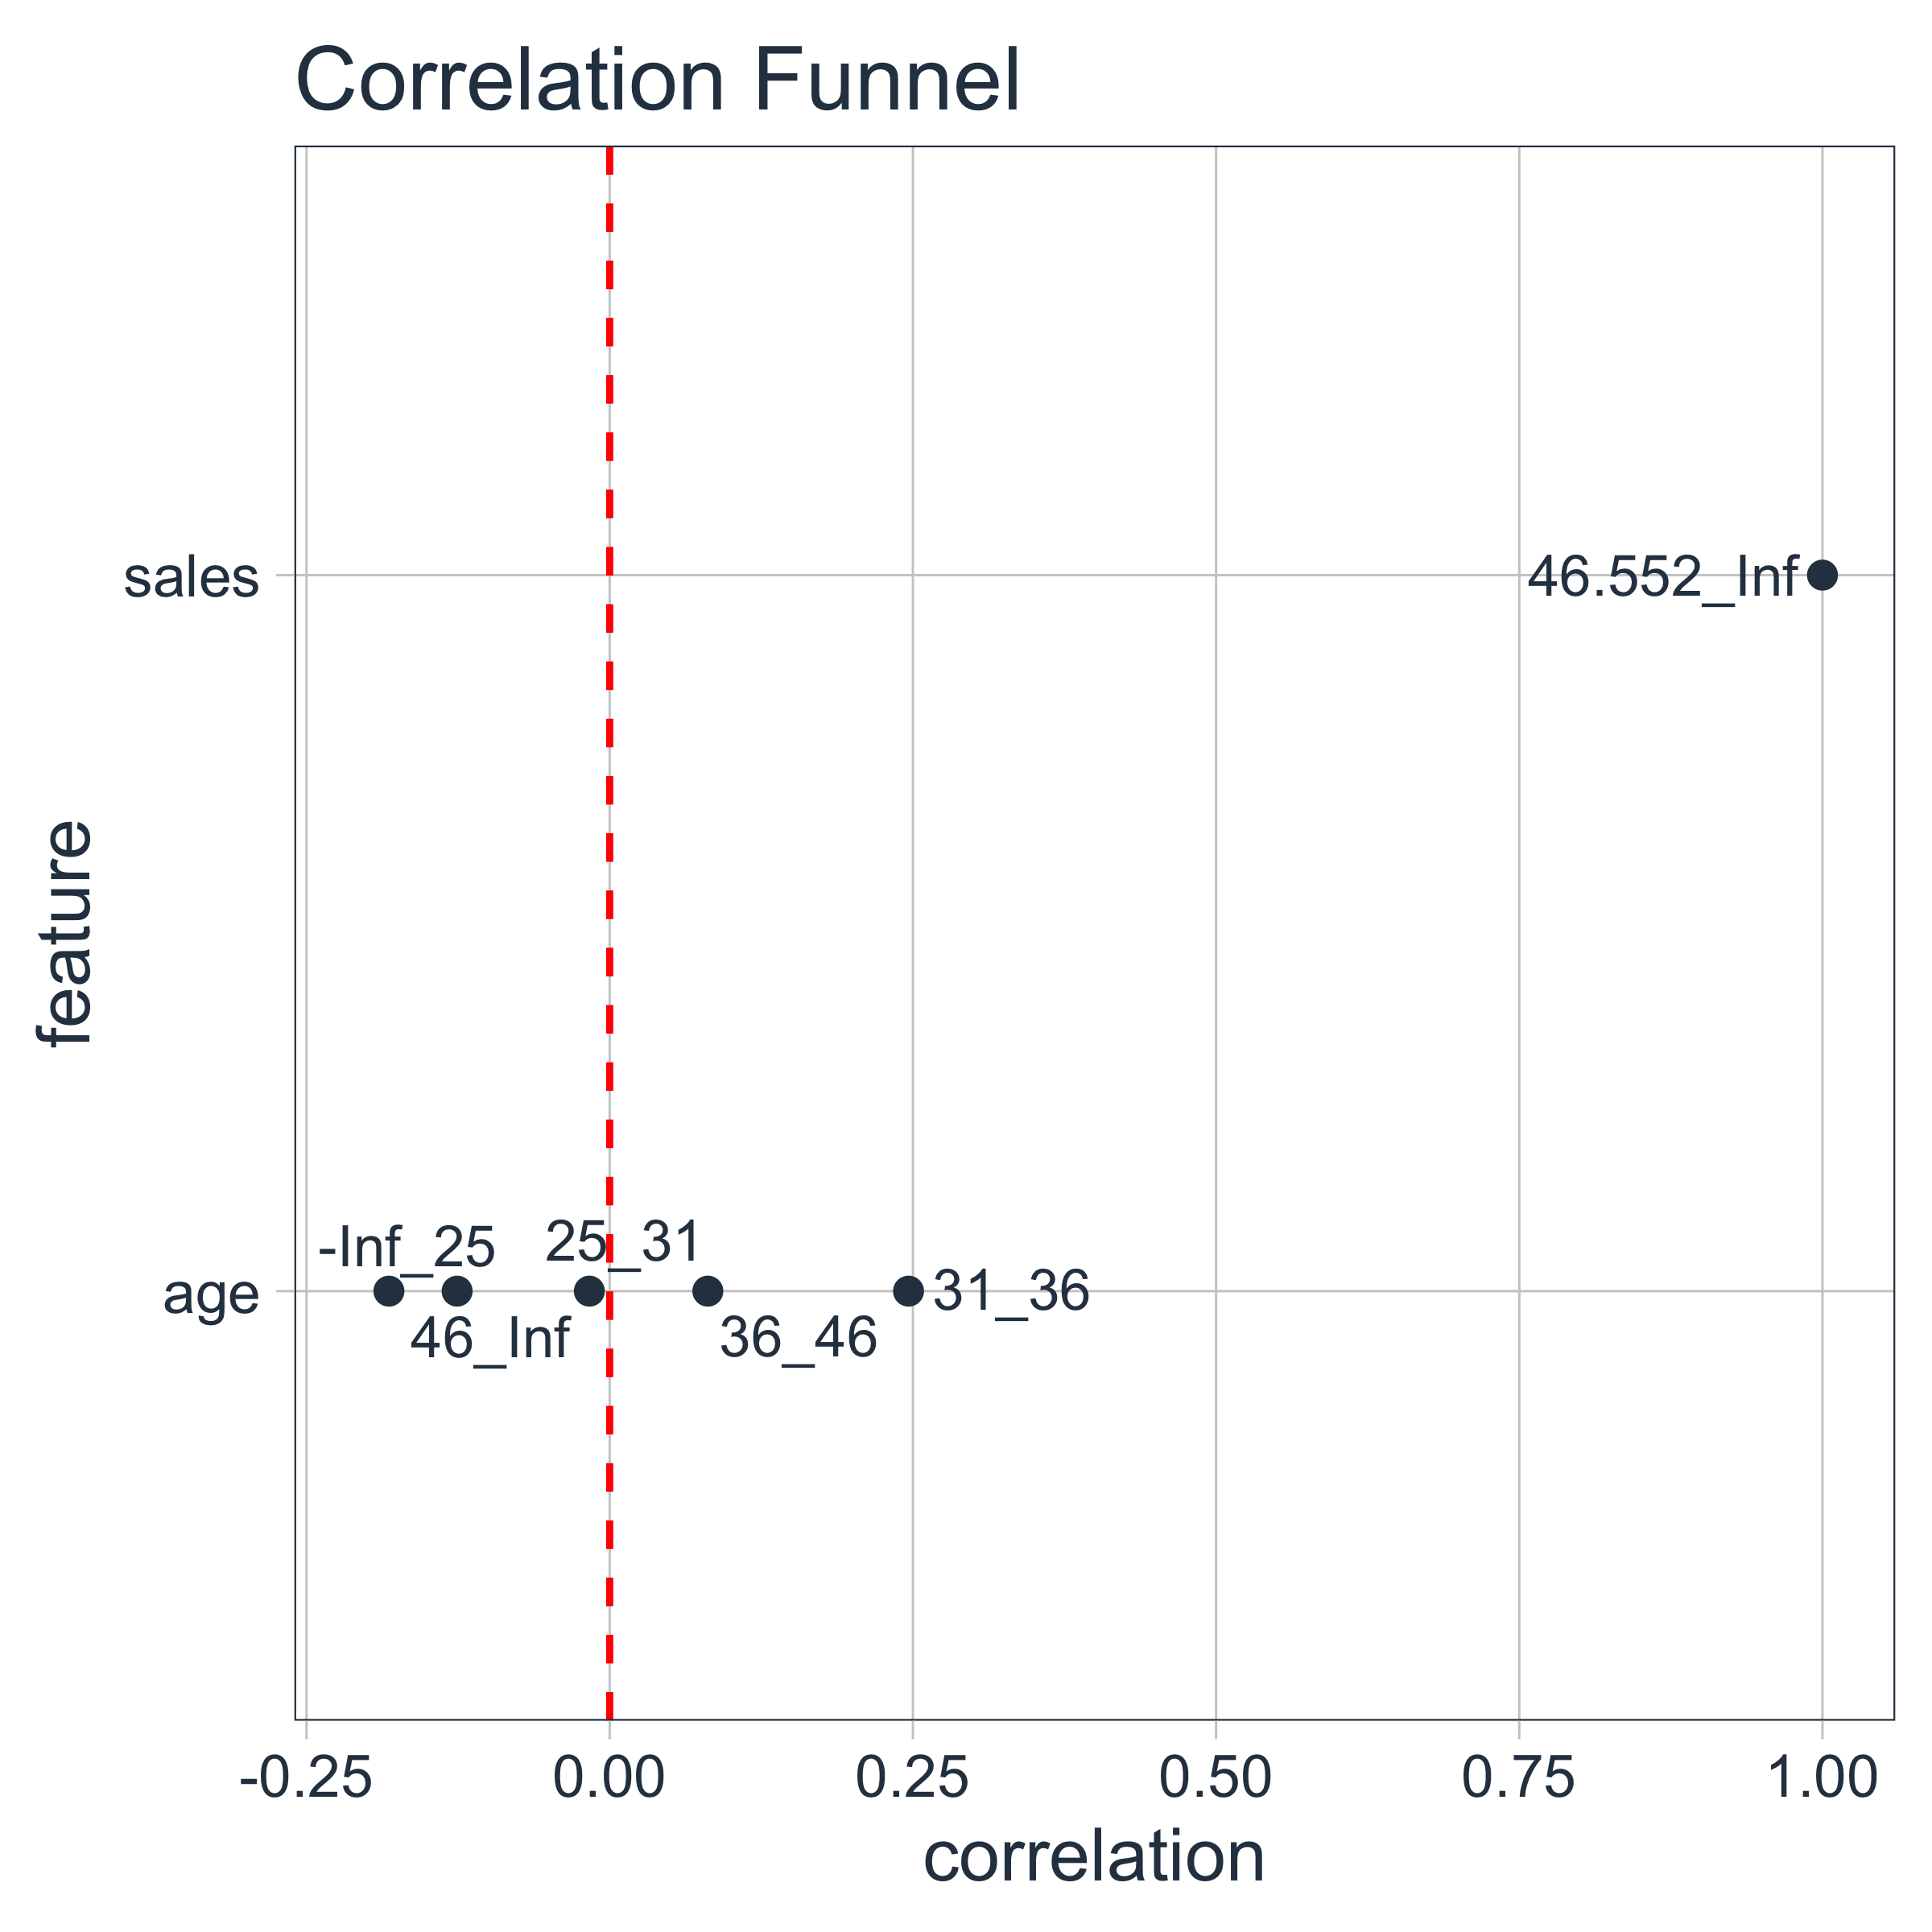 Correlation Funnel
feature
sales
46.552_Inf
-Inf_25
25_31
age
31_36
46_Inf
36_46
-0.25
0.00
0.25
0.50
0.75
1.00
correlation